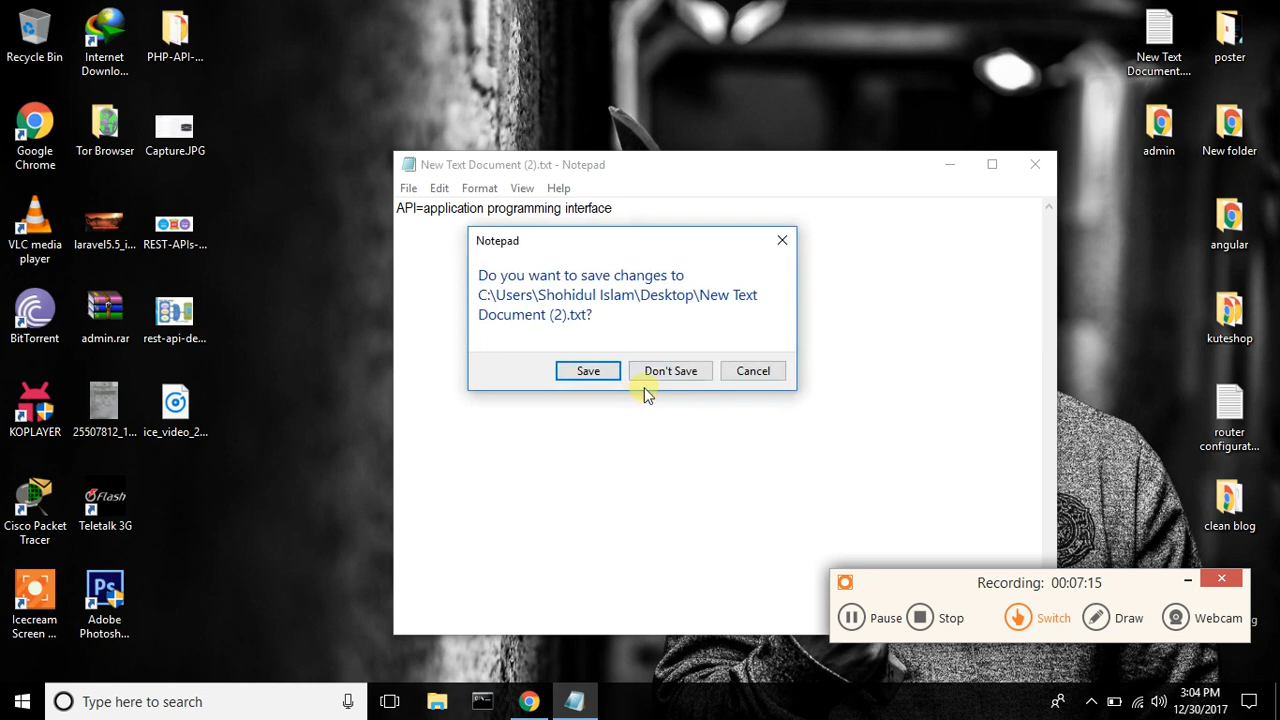 Recycle Bin
Internet
Downlo...
PHP-API-...
Google
Chrome
Tor Browser
Capture.JPG
VLC media
player
laravel5.5_i...
REST-APIs-...
BitTorrent
admin.rar
rest-api-de...
KOPLAYER
25507812_1...
ice_video_2...
Cisco Packet
Tracer
Flash
Teletalk 3G
Icecream
Screen ...
Ps
Adobe
Photosh...
New Text
Document....
poster
admin
New folder
angular
kuteshop
router
configurat...
clean blog
New Text Document (2).txt - Notepad
File Edit Format View Help
API=application programming interface
Notepad
Do you want to save changes to
C:\Users\Shohidul Islam\Desktop\New Text
Document (2).txt?
Save Don't Save Cancel
Recording: 00:07:15
Pause Stop Switch Draw Webcam
Type here to search
3:04 PM
12/30/2017